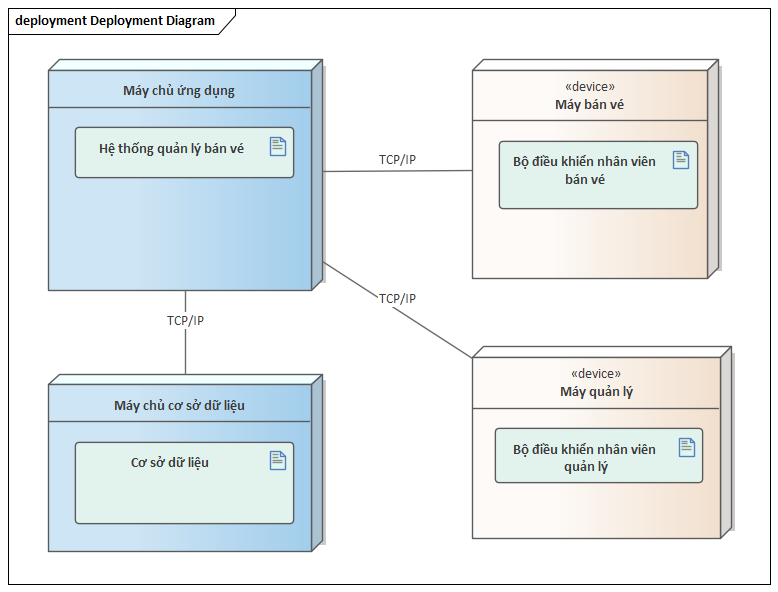 deployment Deployment Diagram
Máy chủ ứng dụng
Hệ thống quản lý bán vé
TCP/IP
«device»
Máy bán vé
Bộ điều khiển nhân viên
bán vé
TCP/IP
TCP/IP
Máy chủ cơ sở dữ liệu
Cơ sở dữ liệu
«device»
Máy quản lý
Bộ điều khiển nhân viên
quản lý